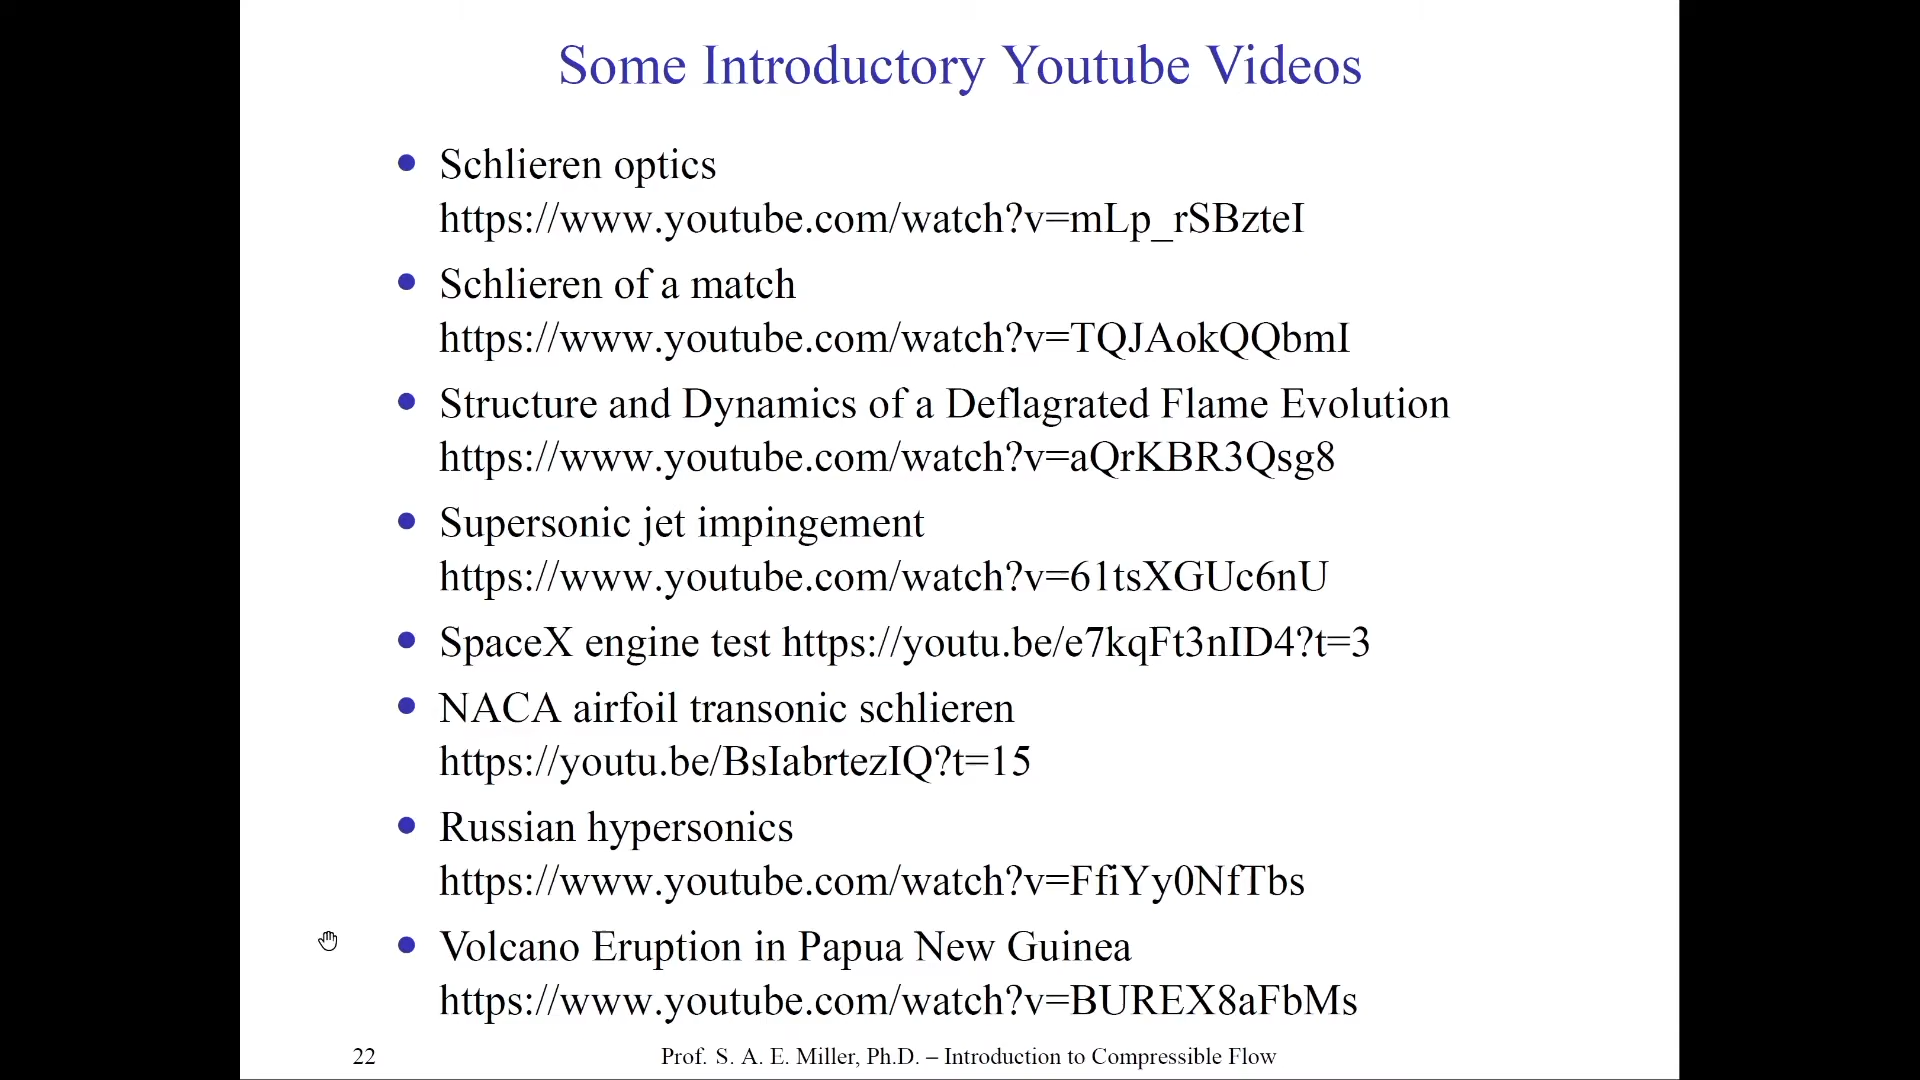 Some Introductory Youtube Videos
Schlieren optics
https://www.youtube.com/watch?v=mLp_rSBzteI
Schlieren of a match
https://www.youtube.com/watch?v=TQJAokQQbmI
Structure and Dynamics of a Deflagrated Flame Evolution
https://www.youtube.com/watch?v=aQrKBR3Qsg8
Supersonic jet impingement
https://www.youtube.com/watch?v=61tsXGUc6nU
SpaceX engine test https://youtu.be/e7kqFt3nID4?t=3
NACA airfoil transonic schlieren
https://youtu.be/BsIabrtezIQ?t=15
Russian hypersonics
https://www.youtube.com/watch?v=FfiYy0NfTbs
Volcano Eruption in Papua New Guinea
https://www.youtube.com/watch?v=BUREX8aFbMs
22 Prof. S. A. E. Miller, Ph.D. – Introduction to Compressible Flow